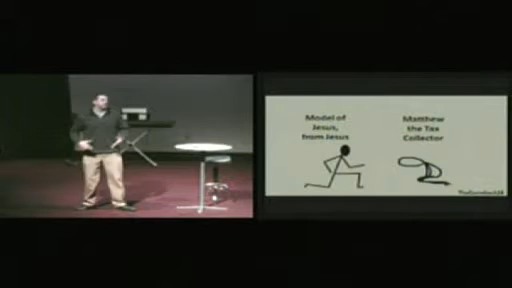 Model of
Jesus,
from Jesus
Matthew
the Tax
Collector